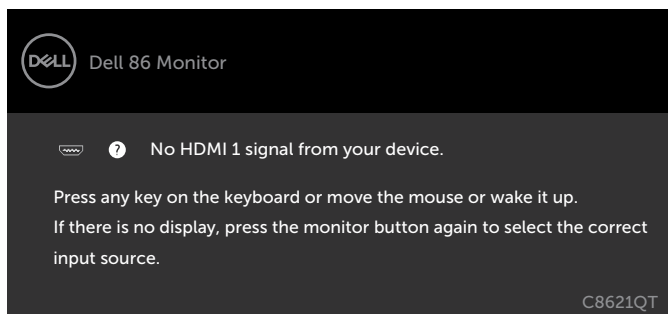 DELL
Dell 86 Monitor
? No HDMI 1 signal from your device.
Press any key on the keyboard or move the mouse or wake it up.
If there is no display, press the monitor button again to select the correct
input source.
C8621QT